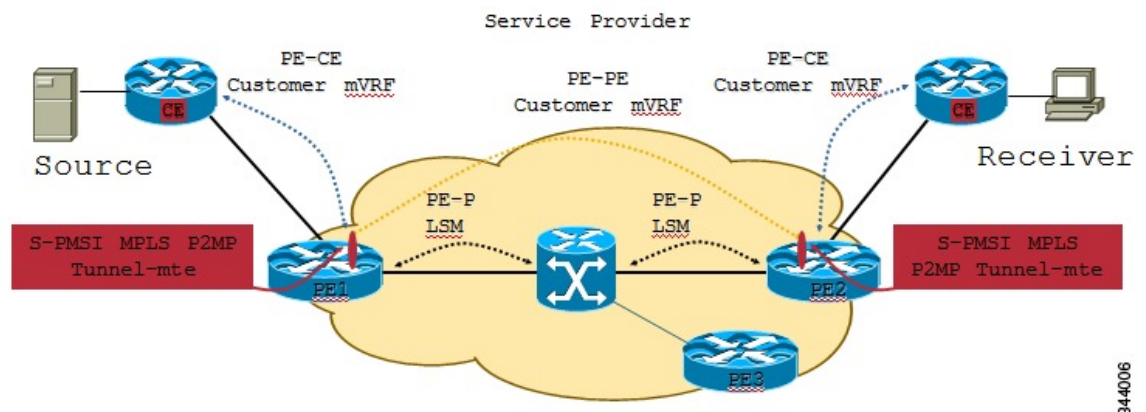 Service Provider
PE-CE
Customer mVRF
PE-PE
Customer mVRF
PE-CE
Customer mVRF
CE
CE
Source
Receiver
PE-P
LSM
PE-P
LSM
S-PMSI MPLS P2MP
Tunnel-mte
S-PMSI MPLS
P2MP Tunnel-mte
PE1
PE2
PE3
344006